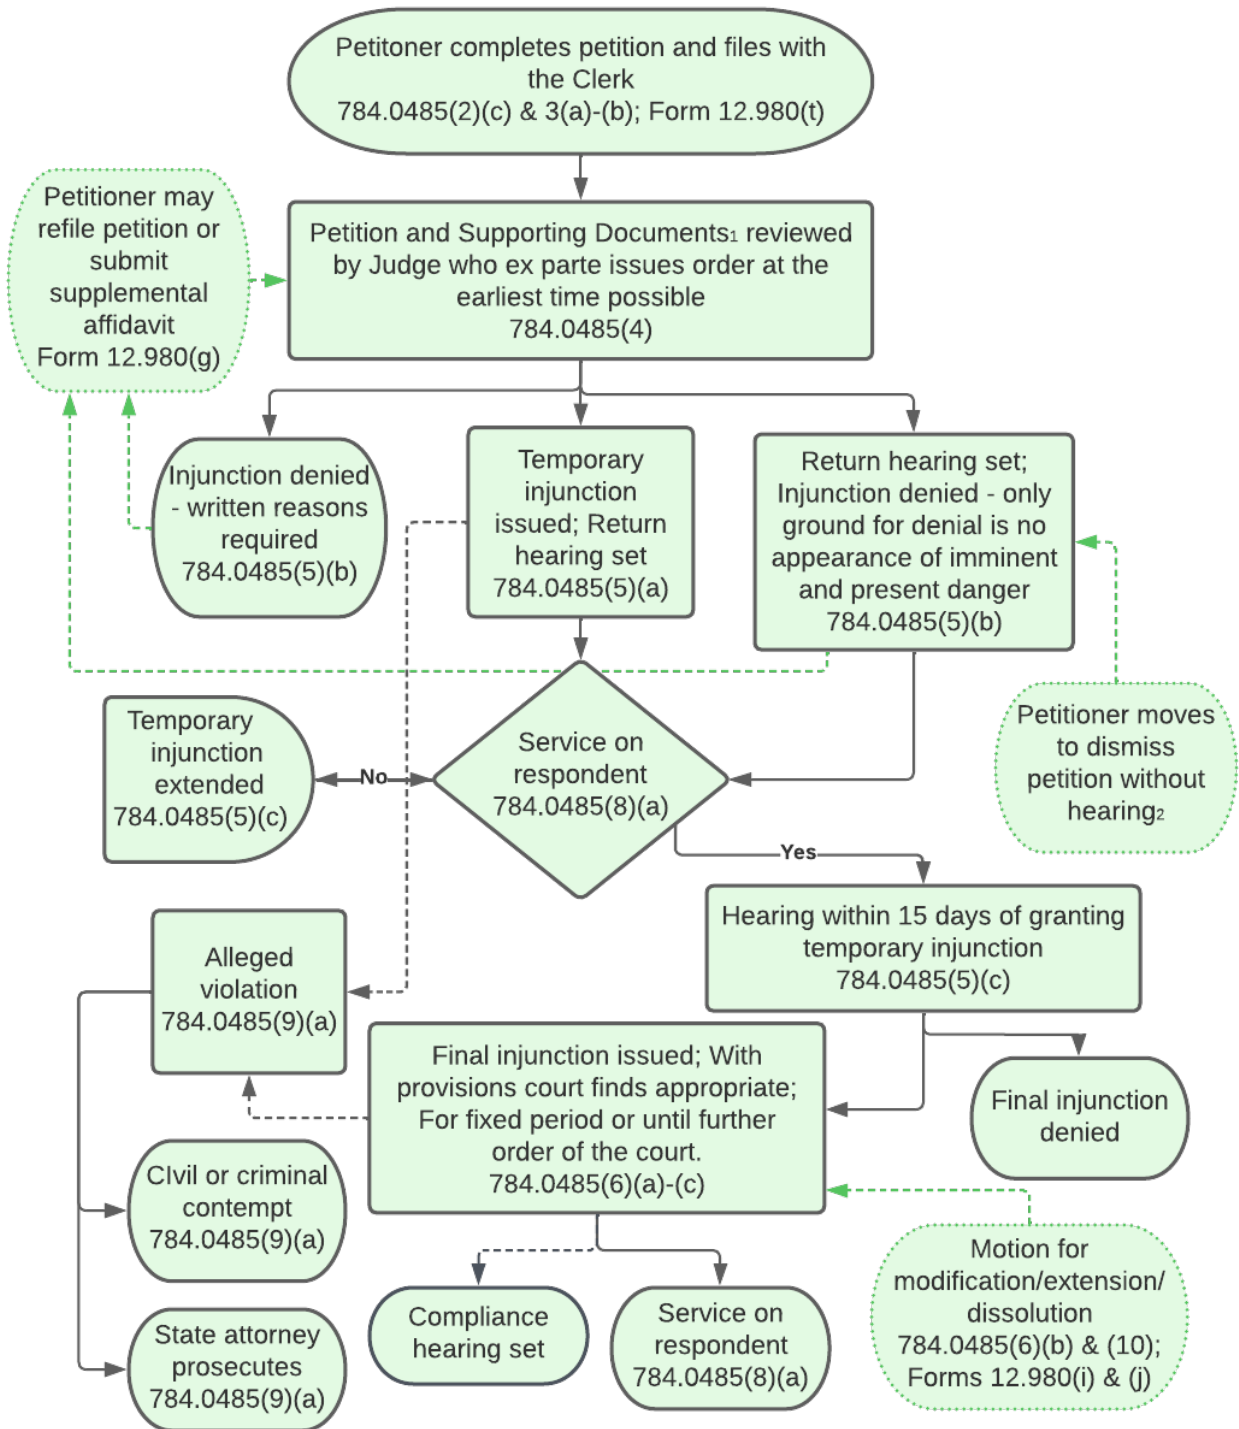 Petitoner completes petition and files with
the Clerk
784.0485(2)(c) & 3(a)-(b); Form 12.980(t)
Petitioner may
refile petition or
submit
supplemental
affidavit
Form 12.980(g)
Petition and Supporting Documents1 reviewed
by Judge who ex parte issues order at the
earliest time possible
784.0485(4)
Injunction denied
- written reasons
required
784.0485(5)(b)
Temporary
injunction
issued; Return
hearing set
784.0485(5)(a)
Return hearing set;
Injunction denied - only
ground for denial is no
appearance of imminent
and present danger
784.0485(5)(b)
Temporary
injunction
extended
784.0485(5)(c)
No
Service on
respondent
784.0485(8)(a)
Petitioner moves
to dismiss
petition without
hearing2
Yes
Hearing within 15 days of granting
temporary injunction
784.0485(5)(c)
Alleged
violation
784.0485(9)(a)
Final injunction issued; With
provisions court finds appropriate;
For fixed period or until further
order of the court.
784.0485(6)(a)-(c)
Final injunction
denied
CIvil or criminal
contempt
784.0485(9)(a)
State attorney
prosecutes
784.0485(9)(a)
Compliance
hearing set
Service on
respondent
784.0485(8)(a)
Motion for
modification/extension/
dissolution
784.0485(6)(b) & (10);
Forms 12.980(i) & (j)